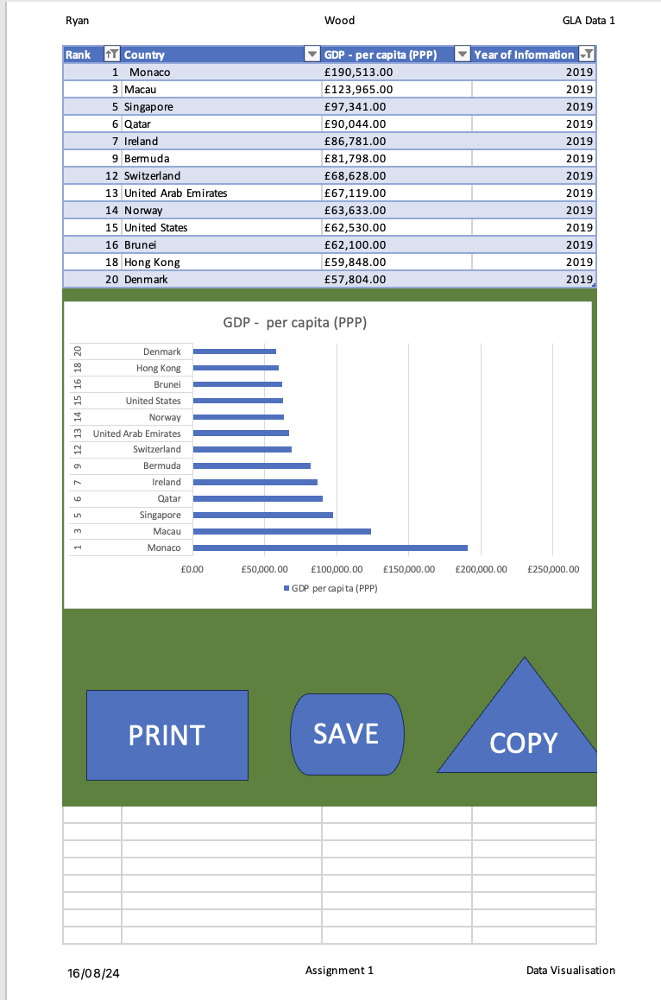 Ryan Wood GLA Data 1
Rank Country GDP - per capita (PPP) Year of Information
1 Monaco £190,513.00 2019
3 Macau £123,965.00 2019
5 Singapore £97,341.00 2019
6 Qatar £90,044.00 2019
7 Ireland £86,781.00 2019
9 Bermuda £81,798.00 2019
12 Switzerland £68,628.00 2019
13 United Arab Emirates £67,119.00 2019
14 Norway £63,633.00 2019
15 United States £62,530.00 2019
16 Brunei £62,100.00 2019
18 Hong Kong £59,848.00 2019
20 Denmark £57,804.00 2019
GDP - per capita (PPP)
20 Denmark
18 Hong Kong
16 Brunei
15 United States
14 Norway
13 United Arab Emirates
12 Switzerland
9 Bermuda
7 Ireland
6 Qatar
5 Singapore
3 Macau
1 Monaco
£0.00 £50,000.00 £100,000.00 £150,000.00 £200,000.00 £250,000.00
GDP per capita (PPP)
PRINT SAVE COPY
16/08/24 Assignment 1 Data Visualisation